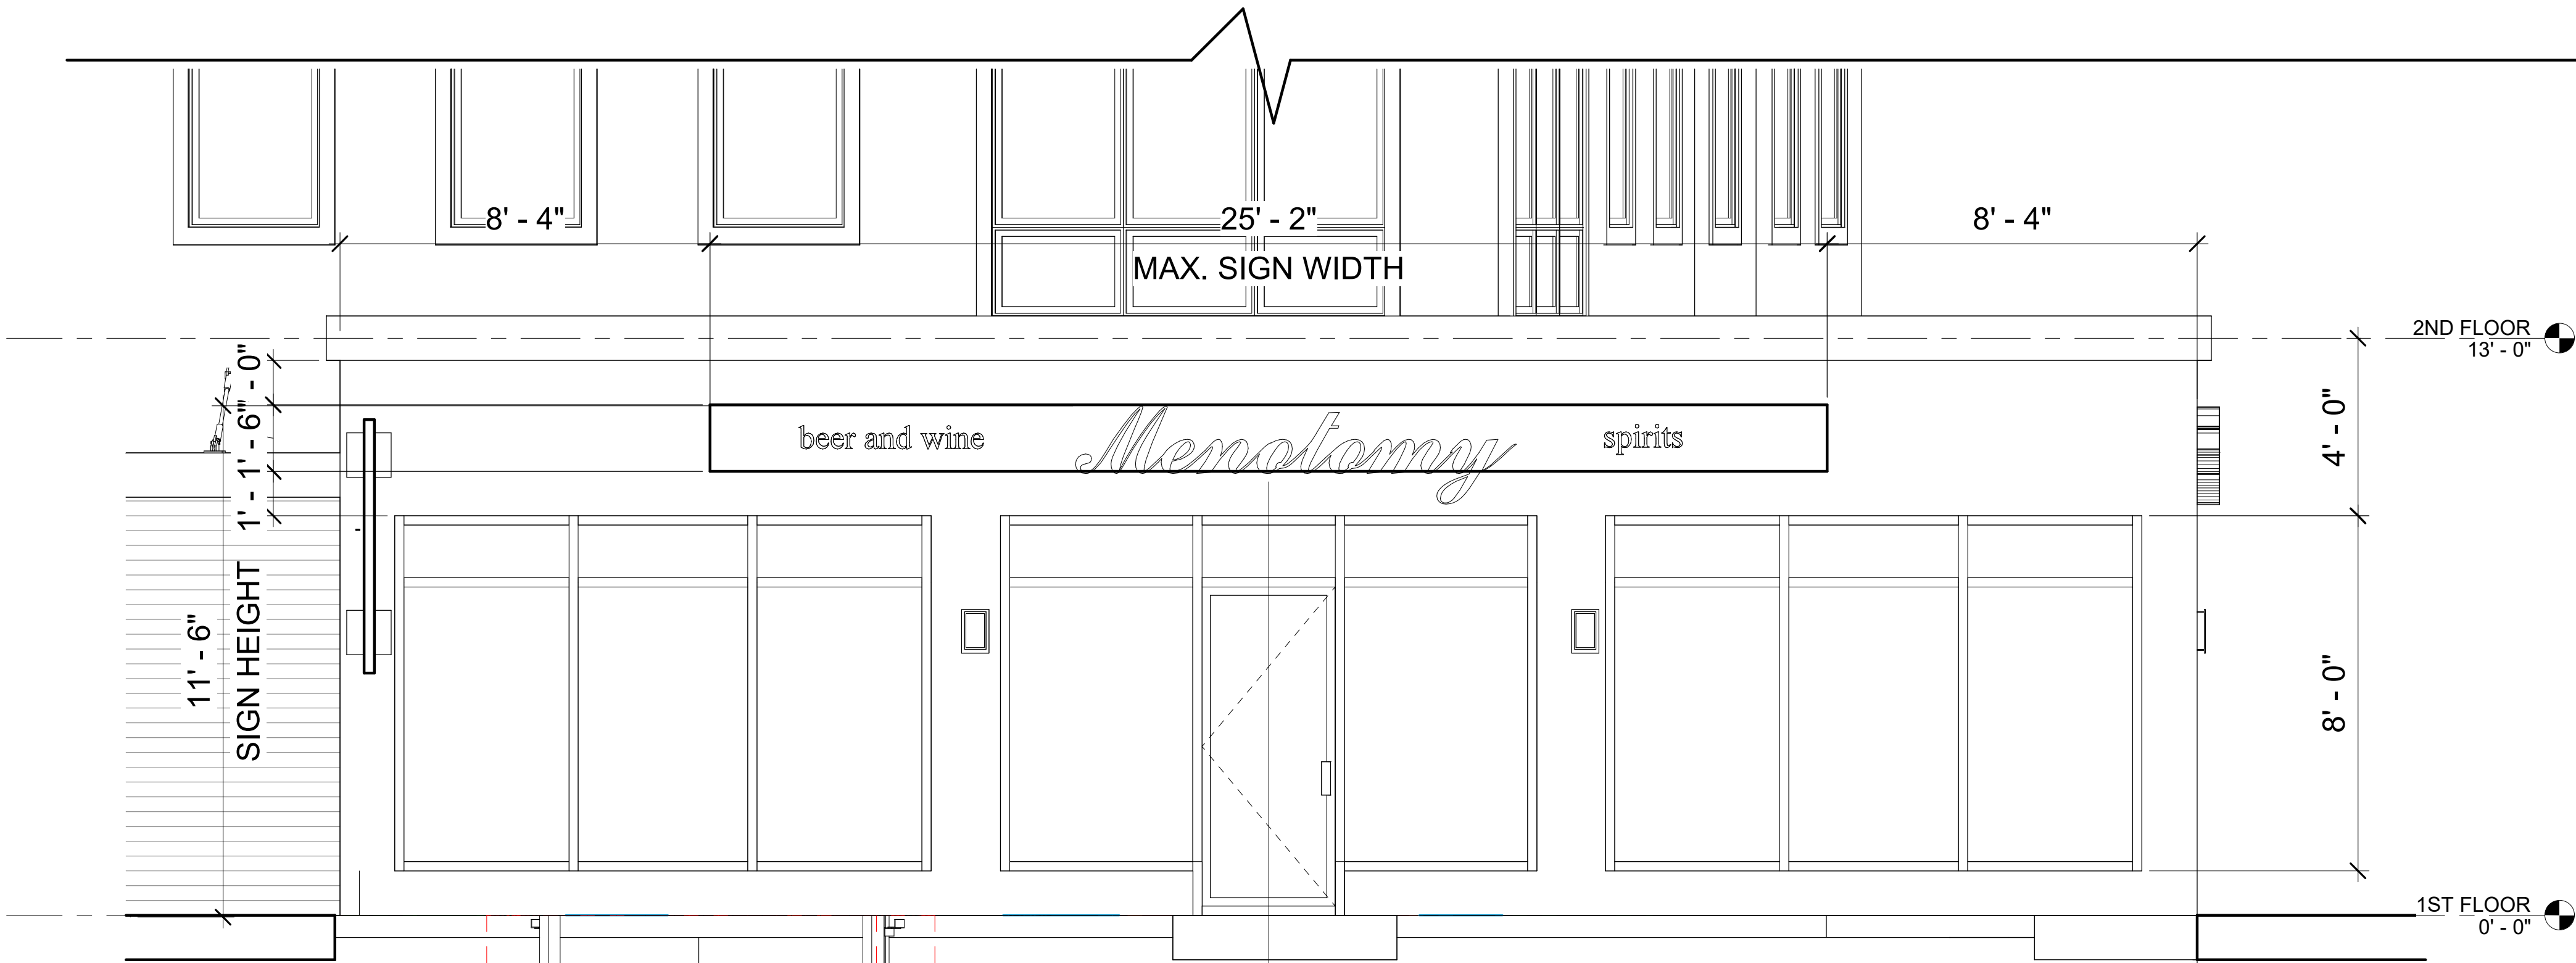 8' - 4"
25' - 2"
8' - 4"
MAX. SIGN WIDTH
2ND FLOOR
13' - 0"
1' - 0"
1' - 6"
1' - 0"
4' - 0"
beer and wine
Menotomy
spirits
11' - 6"
SIGN HEIGHT
8' - 0"
1ST FLOOR
0' - 0"